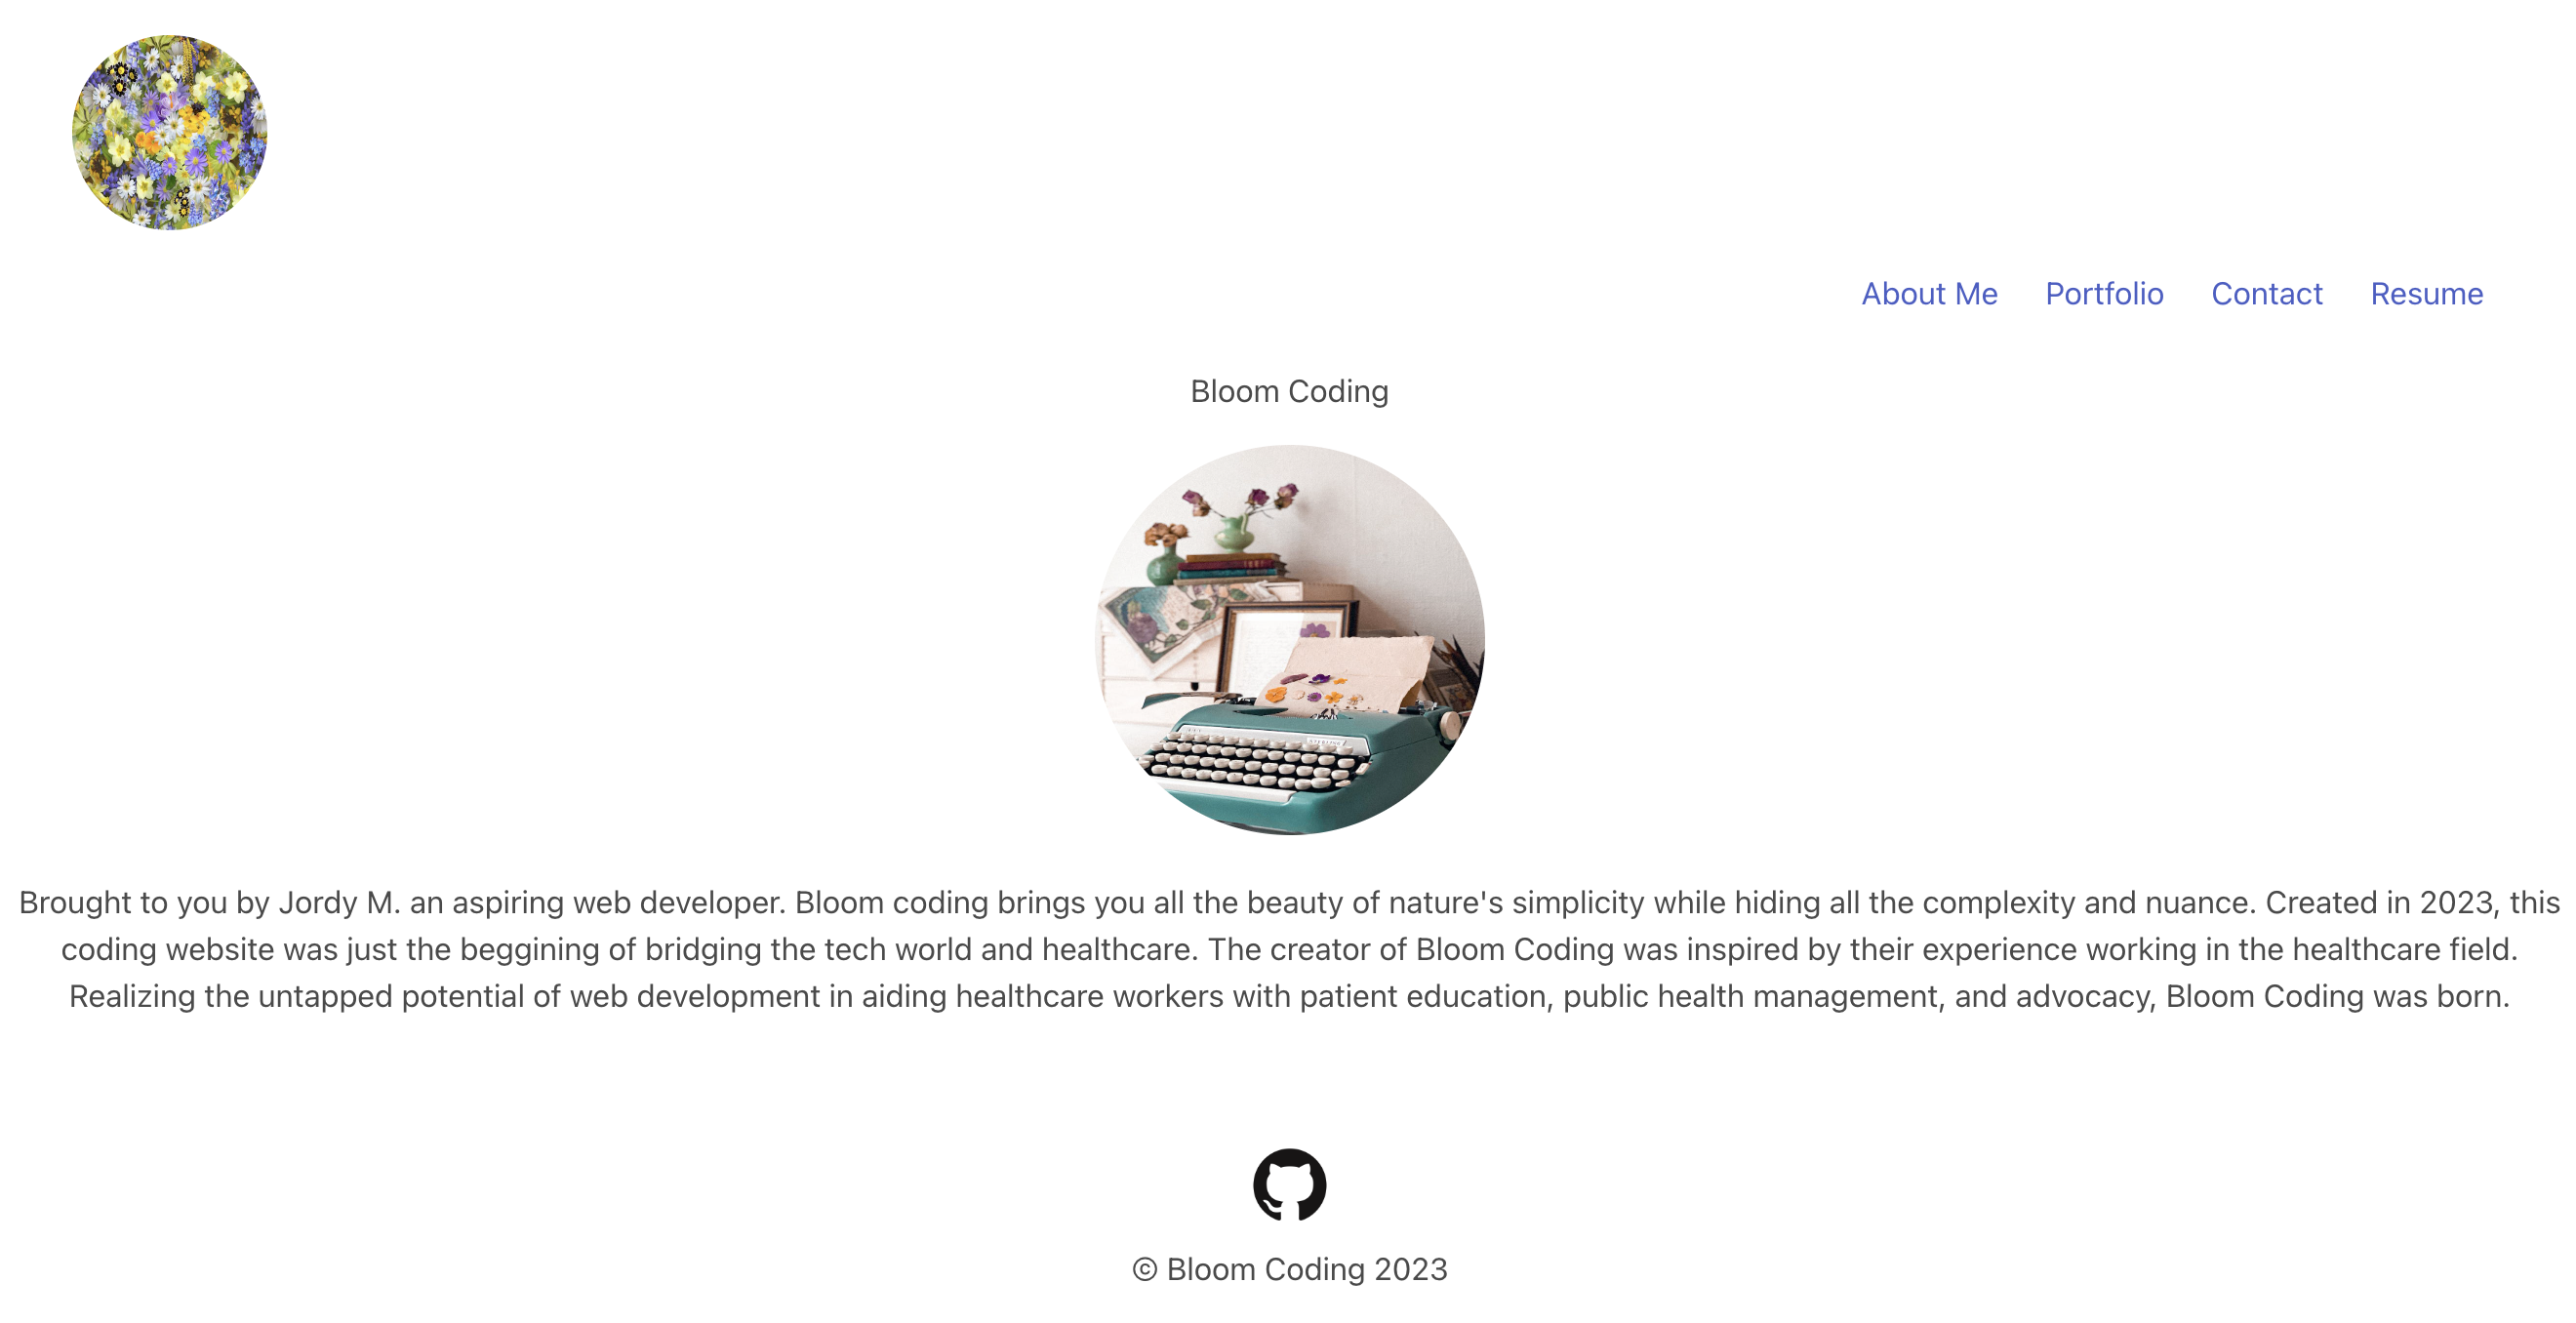 About Me Portfolio Contact Resume
Bloom Coding
Brought to you by Jordy M. an aspiring web developer. Bloom coding brings you all the beauty of nature's simplicity while hiding all the complexity and nuance. Created in 2023, this
coding website was just the beggining of bridging the tech world and healthcare. The creator of Bloom Coding was inspired by their experience working in the healthcare field.
Realizing the untapped potential of web development in aiding healthcare workers with patient education, public health management, and advocacy, Bloom Coding was born.
© Bloom Coding 2023